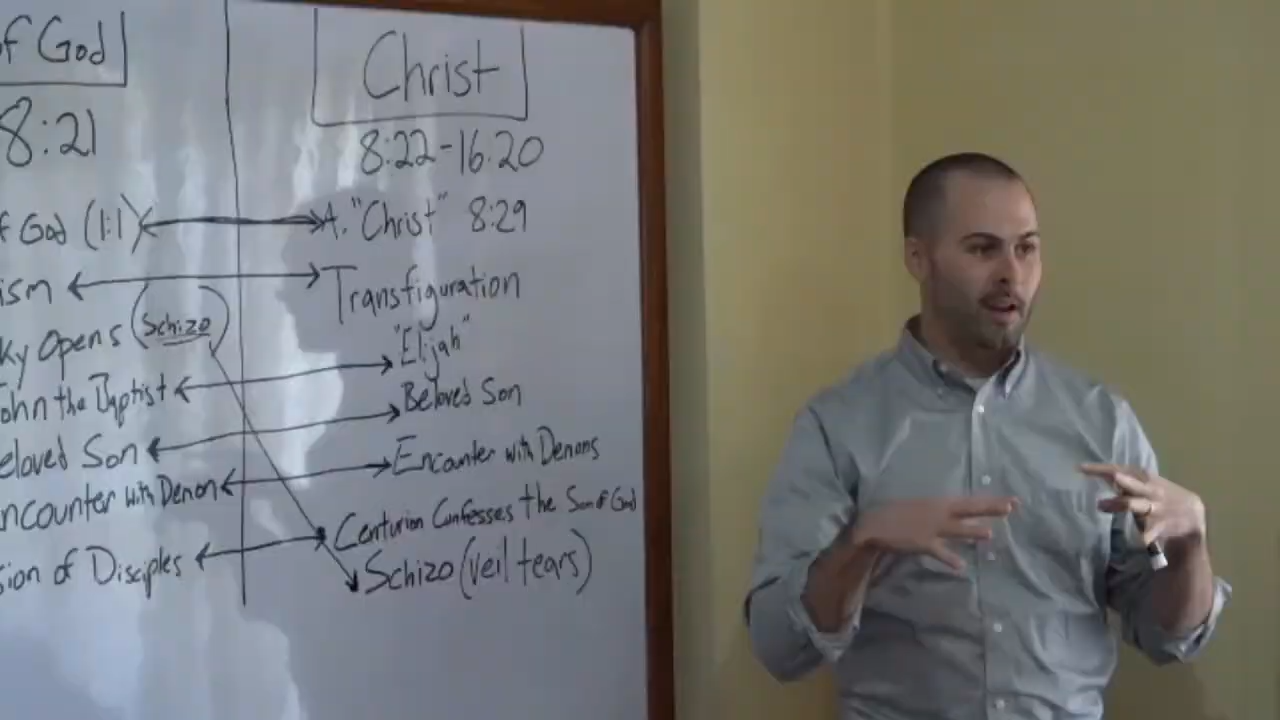 of God
8:21
of God (1:1)
ism
ky Opens (Schizo)
ohn the Baptist
eloved Son
ncounter with Demon
sion of Disciples
Christ
8:22-16:20
A. "Christ" 8:29
Transfiguration
"Elijah"
Beloved Son
Encounter with Demons
Centurion Confesses the Son of God
Schizo (veil tears)